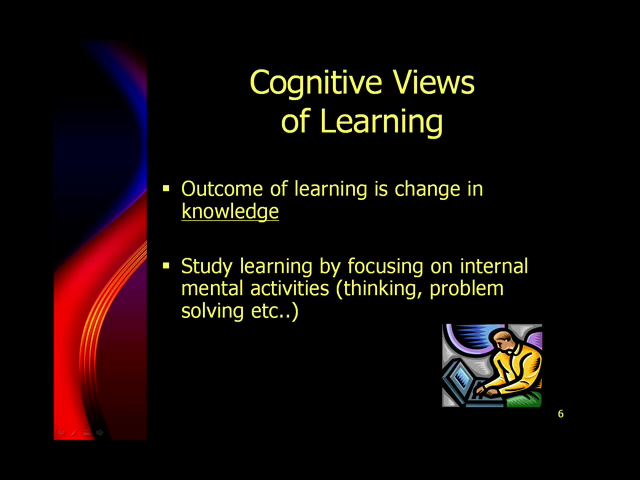 Cognitive Views
of Learning
▪ Outcome of learning is change in
knowledge
▪ Study learning by focusing on internal
mental activities (thinking, problem
solving etc..)
6